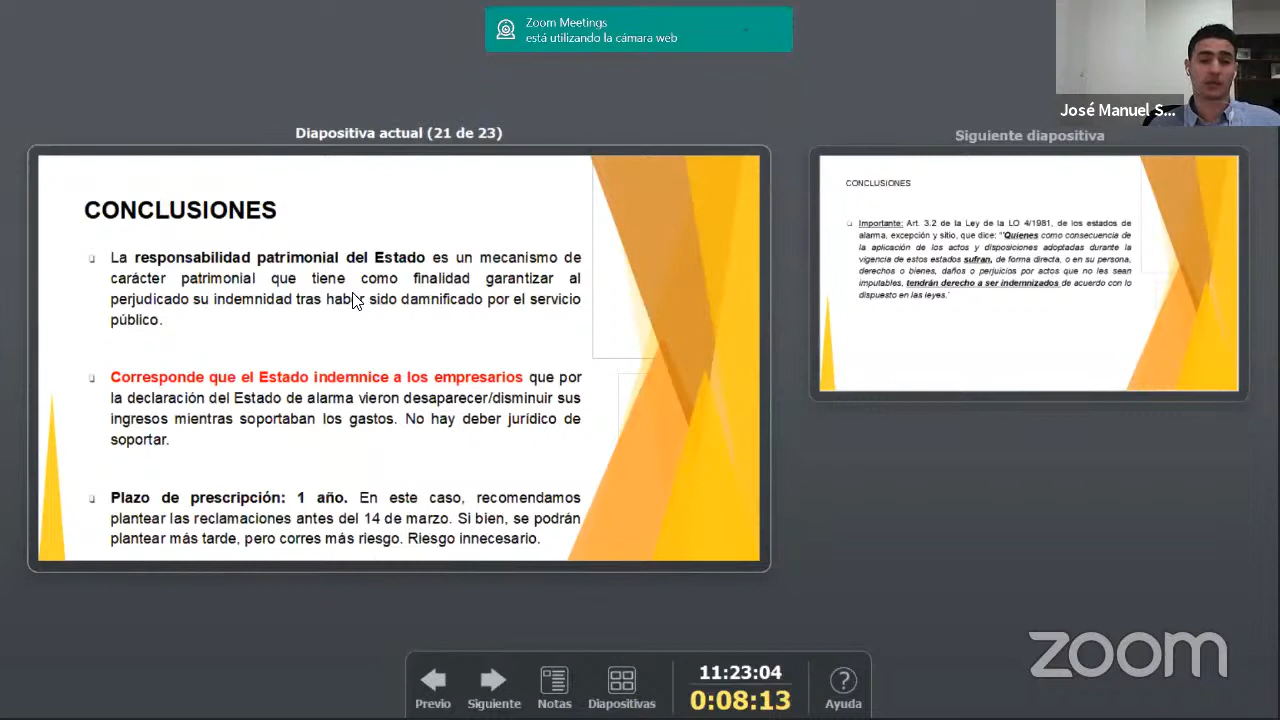 Zoom Meetings
está utilizando la cámara web
José Manuel S...
Diapositiva actual (21 de 23)
Siguiente diapositiva
CONCLUSIONES
La responsabilidad patrimonial del Estado es un mecanismo de
carácter patrimonial que tiene como finalidad garantizar al
perjudicado su indemnidad tras haber sido damnificado por el servicio
público.
Corresponde que el Estado indemnice a los empresarios que por
la declaración del Estado de alarma vieron desaparecer/disminuir sus
ingresos mientras soportaban los gastos. No hay deber jurídico de
soportar.
Plazo de prescripción: 1 año. En este caso, recomendamos
plantear las reclamaciones antes del 14 de marzo. Si bien, se podrán
plantear más tarde, pero corres más riesgo. Riesgo innecesario.
CONCLUSIONES
Importante: Art. 3.2 de la Ley de la LO 4/1981, de los estados de
alarma, excepción y sitio, que dice: "Quienes como consecuencia de
la aplicación de los actos y disposiciones adoptadas durante la
vigencia de estos estados sufran, de forma directa, o en su persona,
derechos o bienes, daños o perjuicios por actos que no les sean
imputables, tendrán derecho a ser indemnizados de acuerdo con lo
dispuesto en las leyes."
zoom
Previo
Siguiente
Notas
Diapositivas
11:23:04
0:08:13
?
Ayuda